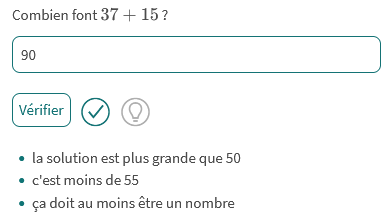 Combien font 37 + 15 ?
90
Vérifier
la solution est plus grande que 50
c'est moins de 55
ça doit au moins être un nombre